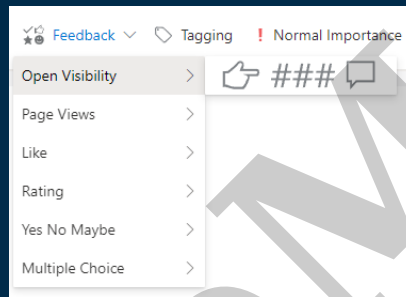 Feedback Tagging ! Normal Importance
Open Visibility ###
Page Views
Like
Rating
Yes No Maybe
Multiple Choice